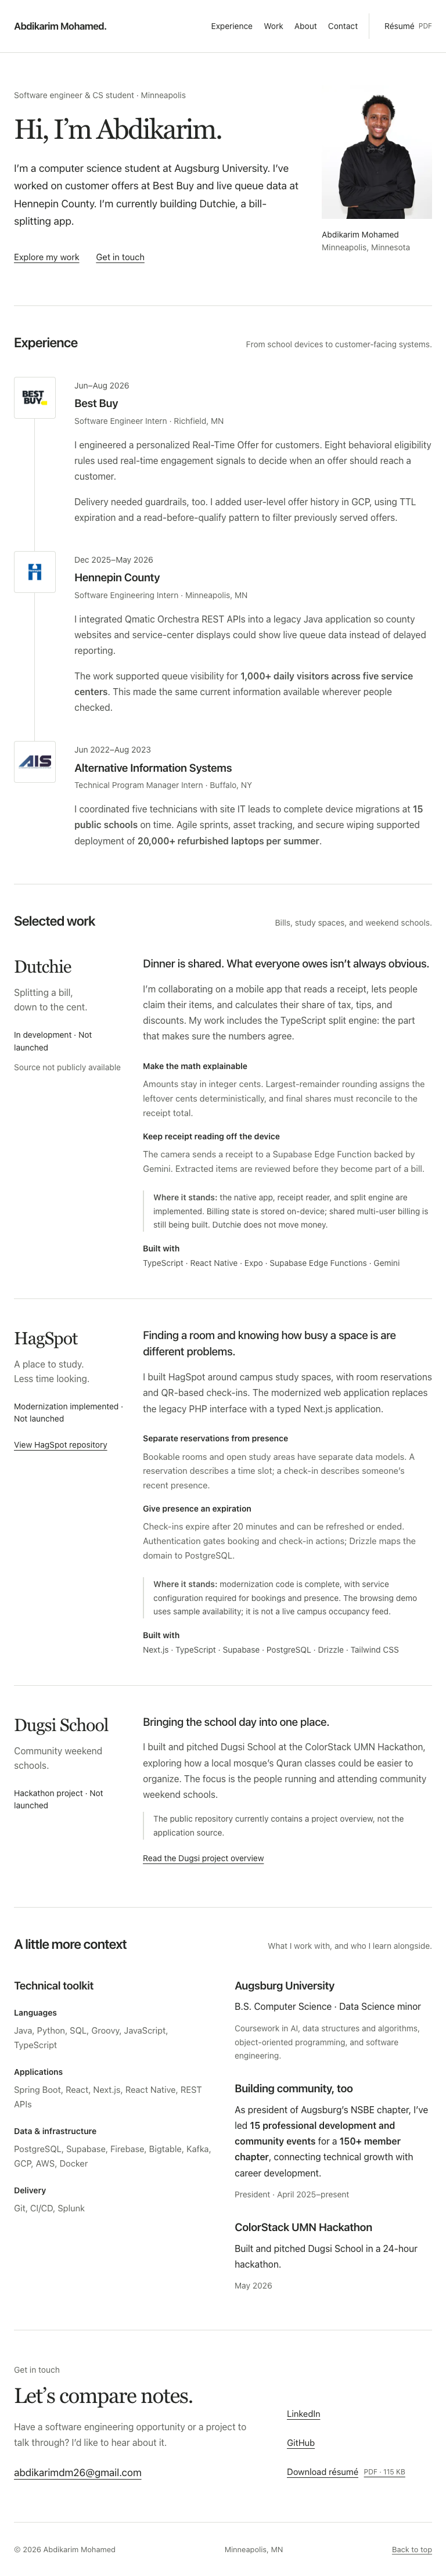 Abdikarim Mohamed.
Experience Work About Contact Résumé PDF
Software engineer & CS student · Minneapolis
Hi, I’m Abdikarim.
I’m a computer science student at Augsburg University. I’ve
worked on customer offers at Best Buy and live queue data at
Hennepin County. I’m currently building Dutchie, a bill-
splitting app.
Explore my work Get in touch
Abdikarim Mohamed
Minneapolis, Minnesota
Experience
From school devices to customer-facing systems.
BEST BUY
Jun–Aug 2026
Best Buy
Software Engineer Intern · Richfield, MN
I engineered a personalized Real-Time Offer for customers. Eight behavioral eligibility
rules used real-time engagement signals to decide when an offer should reach a
customer.
Delivery needed guardrails, too. I added user-level offer history in GCP, using TTL
expiration and a read-before-qualify pattern to filter previously served offers.
Dec 2025–May 2026
Hennepin County
Software Engineering Intern · Minneapolis, MN
I integrated Qmatic Orchestra REST APIs into a legacy Java application so county
websites and service-center displays could show live queue data instead of delayed
reporting.
The work supported queue visibility for 1,000+ daily visitors across five service
centers. This made the same current information available wherever people
checked.
AIS
Jun 2022–Aug 2023
Alternative Information Systems
Technical Program Manager Intern · Buffalo, NY
I coordinated five technicians with site IT leads to complete device migrations at 15
public schools on time. Agile sprints, asset tracking, and secure wiping supported
deployment of 20,000+ refurbished laptops per summer.
Selected work
Bills, study spaces, and weekend schools.
Dutchie
Splitting a bill,
down to the cent.
In development · Not
launched
Source not publicly available
Dinner is shared. What everyone owes isn’t always obvious.
I’m collaborating on a mobile app that reads a receipt, lets people
claim their items, and calculates their share of tax, tips, and
discounts. My work includes the TypeScript split engine: the part
that makes sure the numbers agree.
Make the math explainable
Amounts stay in integer cents. Largest-remainder rounding assigns the
leftover cents deterministically, and final shares must reconcile to the
receipt total.
Keep receipt reading off the device
The camera sends a receipt to a Supabase Edge Function backed by
Gemini. Extracted items are reviewed before they become part of a bill.
Where it stands: the native app, receipt reader, and split engine are
implemented. Billing state is stored on-device; shared multi-user billing is
still being built. Dutchie does not move money.
Built with
TypeScript · React Native · Expo · Supabase Edge Functions · Gemini
HagSpot
A place to study.
Less time looking.
Modernization implemented ·
Not launched
View HagSpot repository
Finding a room and knowing how busy a space is are
different problems.
I built HagSpot around campus study spaces, with room reservations
and QR-based check-ins. The modernized web application replaces
the legacy PHP interface with a typed Next.js application.
Separate reservations from presence
Bookable rooms and open study areas have separate data models. A
reservation describes a time slot; a check-in describes someone's
recent presence.
Give presence an expiration
Check-ins expire after 20 minutes and can be refreshed or ended.
Authentication gates booking and check-in actions; Drizzle maps the
domain to PostgreSQL.
Where it stands: modernization code is complete, with service
configuration required for bookings and presence. The browsing demo
uses sample availability; it is not a live campus occupancy feed.
Built with
Next.js · TypeScript · Supabase · PostgreSQL · Drizzle · Tailwind CSS
Dugsi School
Community weekend
schools.
Hackathon project · Not
launched
Bringing the school day into one place.
I built and pitched Dugsi School at the ColorStack UMN Hackathon,
exploring how a local mosque’s Quran classes could be easier to
organize. The focus is the people running and attending community
weekend schools.
The public repository currently contains a project overview, not the
application source.
Read the Dugsi project overview
A little more context
What I work with, and who I learn alongside.
Technical toolkit
Languages
Java, Python, SQL, Groovy, JavaScript,
TypeScript
Applications
Spring Boot, React, Next.js, React Native, REST
APIs
Data & infrastructure
PostgreSQL, Supabase, Firebase, Bigtable, Kafka,
GCP, AWS, Docker
Delivery
Git, CI/CD, Splunk
Augsburg University
B.S. Computer Science · Data Science minor
Coursework in AI, data structures and algorithms,
object-oriented programming, and software
engineering.
Building community, too
As president of Augsburg’s NSBE chapter, I’ve
led 15 professional development and
community events for a 150+ member
chapter, connecting technical growth with
career development.
President · April 2025–present
ColorStack UMN Hackathon
Built and pitched Dugsi School in a 24-hour
hackathon.
May 2026
Get in touch
Let’s compare notes.
Have a software engineering opportunity or a project to
talk through? I’d like to hear about it.
abdikarimdm26@gmail.com
LinkedIn
GitHub
Download résumé PDF · 115 KB
© 2026 Abdikarim Mohamed
Minneapolis, MN
Back to top